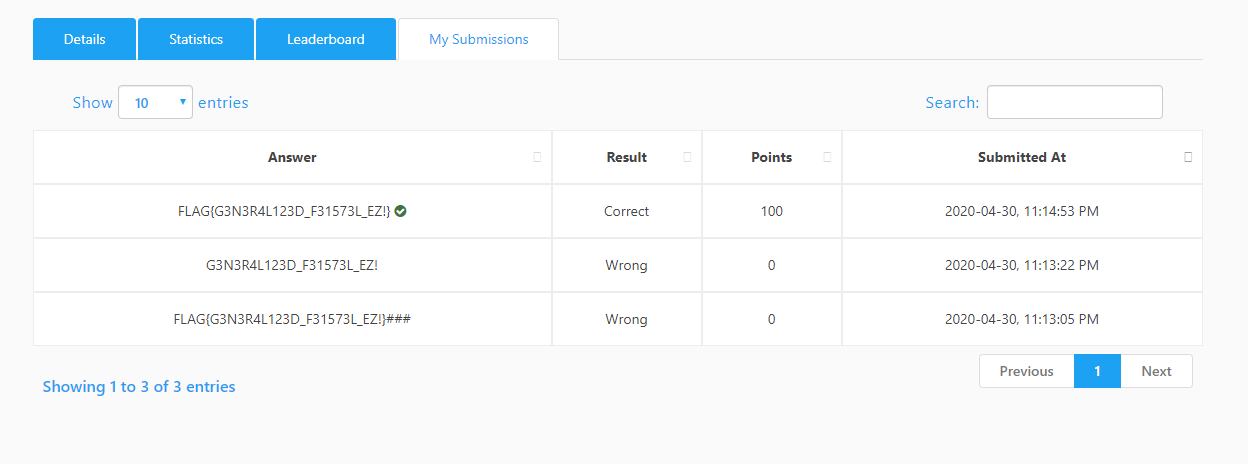 Details Statistics Leaderboard My Submissions
Show 10 entries Search:
Answer Result Points Submitted At
FLAG{G3N3R4L123D_F31573L_EZ!} Correct 100 2020-04-30, 11:14:53 PM
G3N3R4L123D_F31573L_EZ! Wrong 0 2020-04-30, 11:13:22 PM
FLAG{G3N3R4L123D_F31573L_EZ!}### Wrong 0 2020-04-30, 11:13:05 PM
Previous 1 Next
Showing 1 to 3 of 3 entries